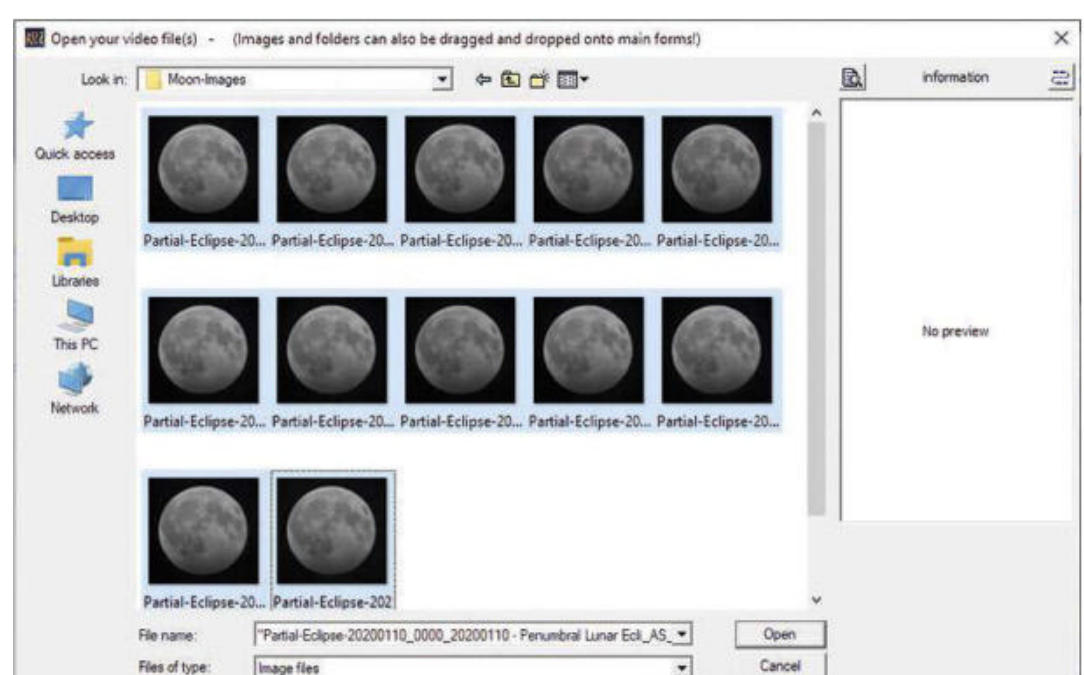 Open your video file(s) - (Images and folders can also be dragged and dropped onto main forms!)
Look in: Moon-Images
information
Quick access
Desktop
Libraries
This PC
Network
Partial-Eclipse-20... Partial-Eclipse-20... Partial-Eclipse-20... Partial-Eclipse-20... Partial-Eclipse-20...
No preview
Partial-Eclipse-20... Partial-Eclipse-20... Partial-Eclipse-20... Partial-Eclipse-20... Partial-Eclipse-20...
Partial-Eclipse-20... Partial-Eclipse-202
File name: "Partial-Eclipse-20200110_0000_20200110 - Penumbral Lunar Ecli_AS_
Open
Files of type: Image files
Cancel